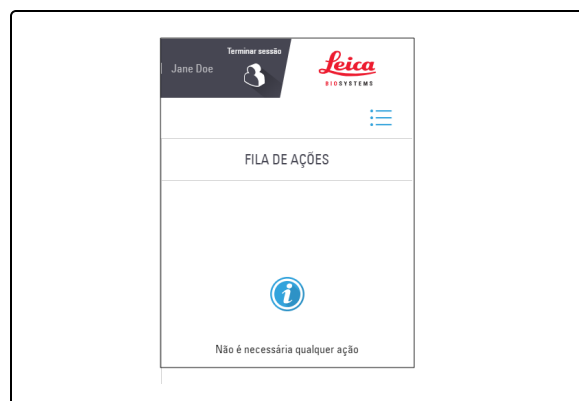 Terminar sessão
Jane Doe
Leica
BIOSYSTEMS
FILA DE AÇÕES
Não é necessária qualquer ação